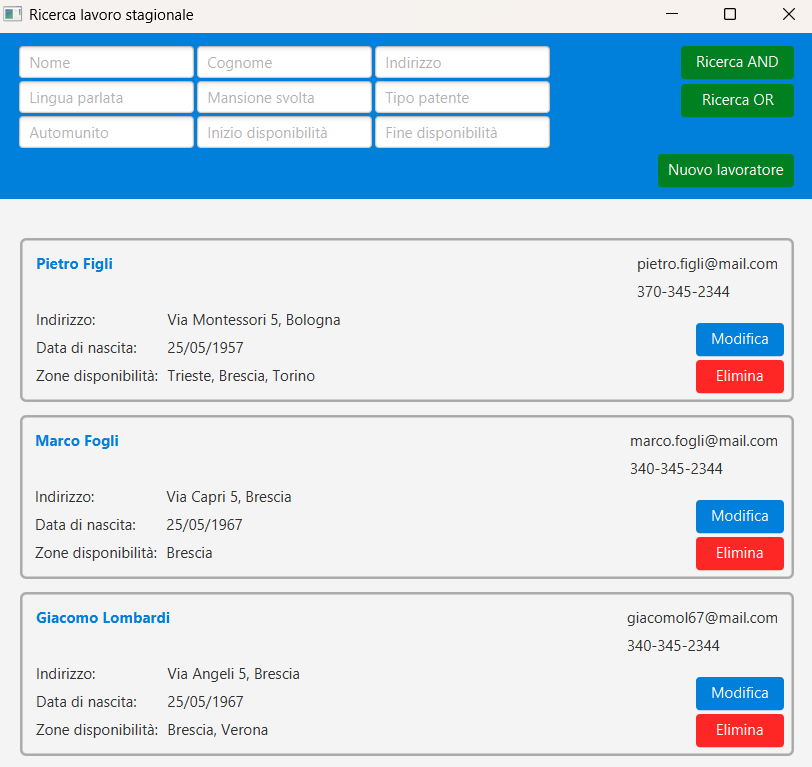 Ricerca lavoro stagionale
Nome Cognome Indirizzo Ricerca AND
Lingua parlata Mansione svolta Tipo patente Ricerca OR
Automunito Inizio disponibilità Fine disponibilità
Nuovo lavoratore
Pietro Figli pietro.figli@mail.com
370-345-2344
Indirizzo: Via Montessori 5, Bologna
Modifica
Data di nascita: 25/05/1957
Zone disponibilità: Trieste, Brescia, Torino Elimina
Marco Fogli marco.fogli@mail.com
340-345-2344
Indirizzo: Via Capri 5, Brescia
Modifica
Data di nascita: 25/05/1967
Zone disponibilità: Brescia Elimina
Giacomo Lombardi giacomol67@mail.com
340-345-2344
Indirizzo: Via Angeli 5, Brescia
Modifica
Data di nascita: 25/05/1967
Zone disponibilità: Brescia, Verona Elimina